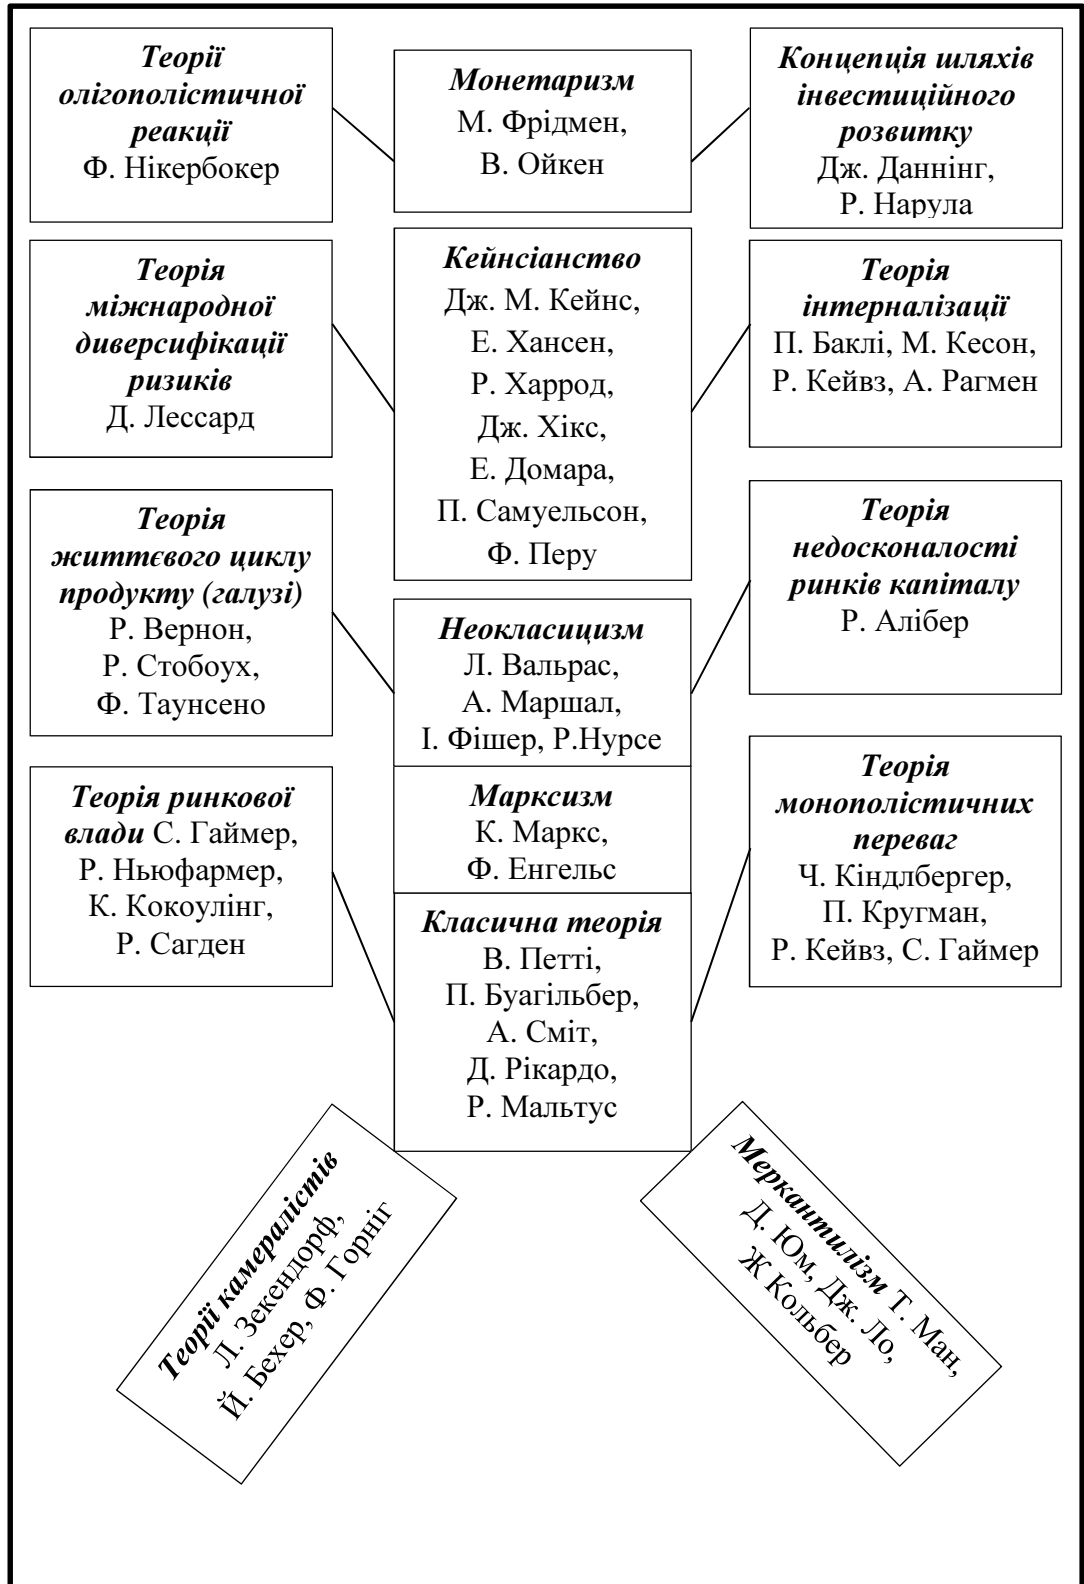 Теорії
олігополістичної
реакції
Ф. Нікербокер
Монетаризм
М. Фрідмен,
В. Ойкен
Концепція шляхів
інвестиційного
розвитку
Дж. Даннінг,
Р. Нарула
Теорія
міжнародної
диверсифікації
ризиків
Д. Лессард
Кейнсіанство
Дж. М. Кейнс,
Е. Хансен,
Р. Харрод,
Дж. Хікс,
Е. Домара,
П. Самуельсон,
Ф. Перу
Теорія
інтерналізації
П. Баклі, М. Кесон,
Р. Кейвз, А. Рагмен
Теорія
життєвого циклу
продукту (галузі)
Р. Вернон,
Р. Стобоух,
Ф. Таунсено
Неокласицизм
Л. Вальрас,
А. Маршал,
І. Фішер, Р.Нурсе
Теорія
недосконалості
ринків капіталу
Р. Алібер
Теорія ринкової
влади С. Гаймер,
Р. Ньюфармер,
К. Кокоулінг,
Р. Сагден
Марксизм
К. Маркс,
Ф. Енгельс
Теорія
монополістичних
переваг
Ч. Кіндлбергер,
П. Кругман,
Р. Кейвз, С. Гаймер
Класична теорія
В. Петті,
П. Буагільбер,
А. Сміт,
Д. Рікардо,
Р. Мальтус
Теорії камералістів
Л. Зекендорф,
Й. Бехер, Ф. Горніг
Меркантилізм Т. Ман,
Д. Юм, Дж. Ло,
Ж Кольбер